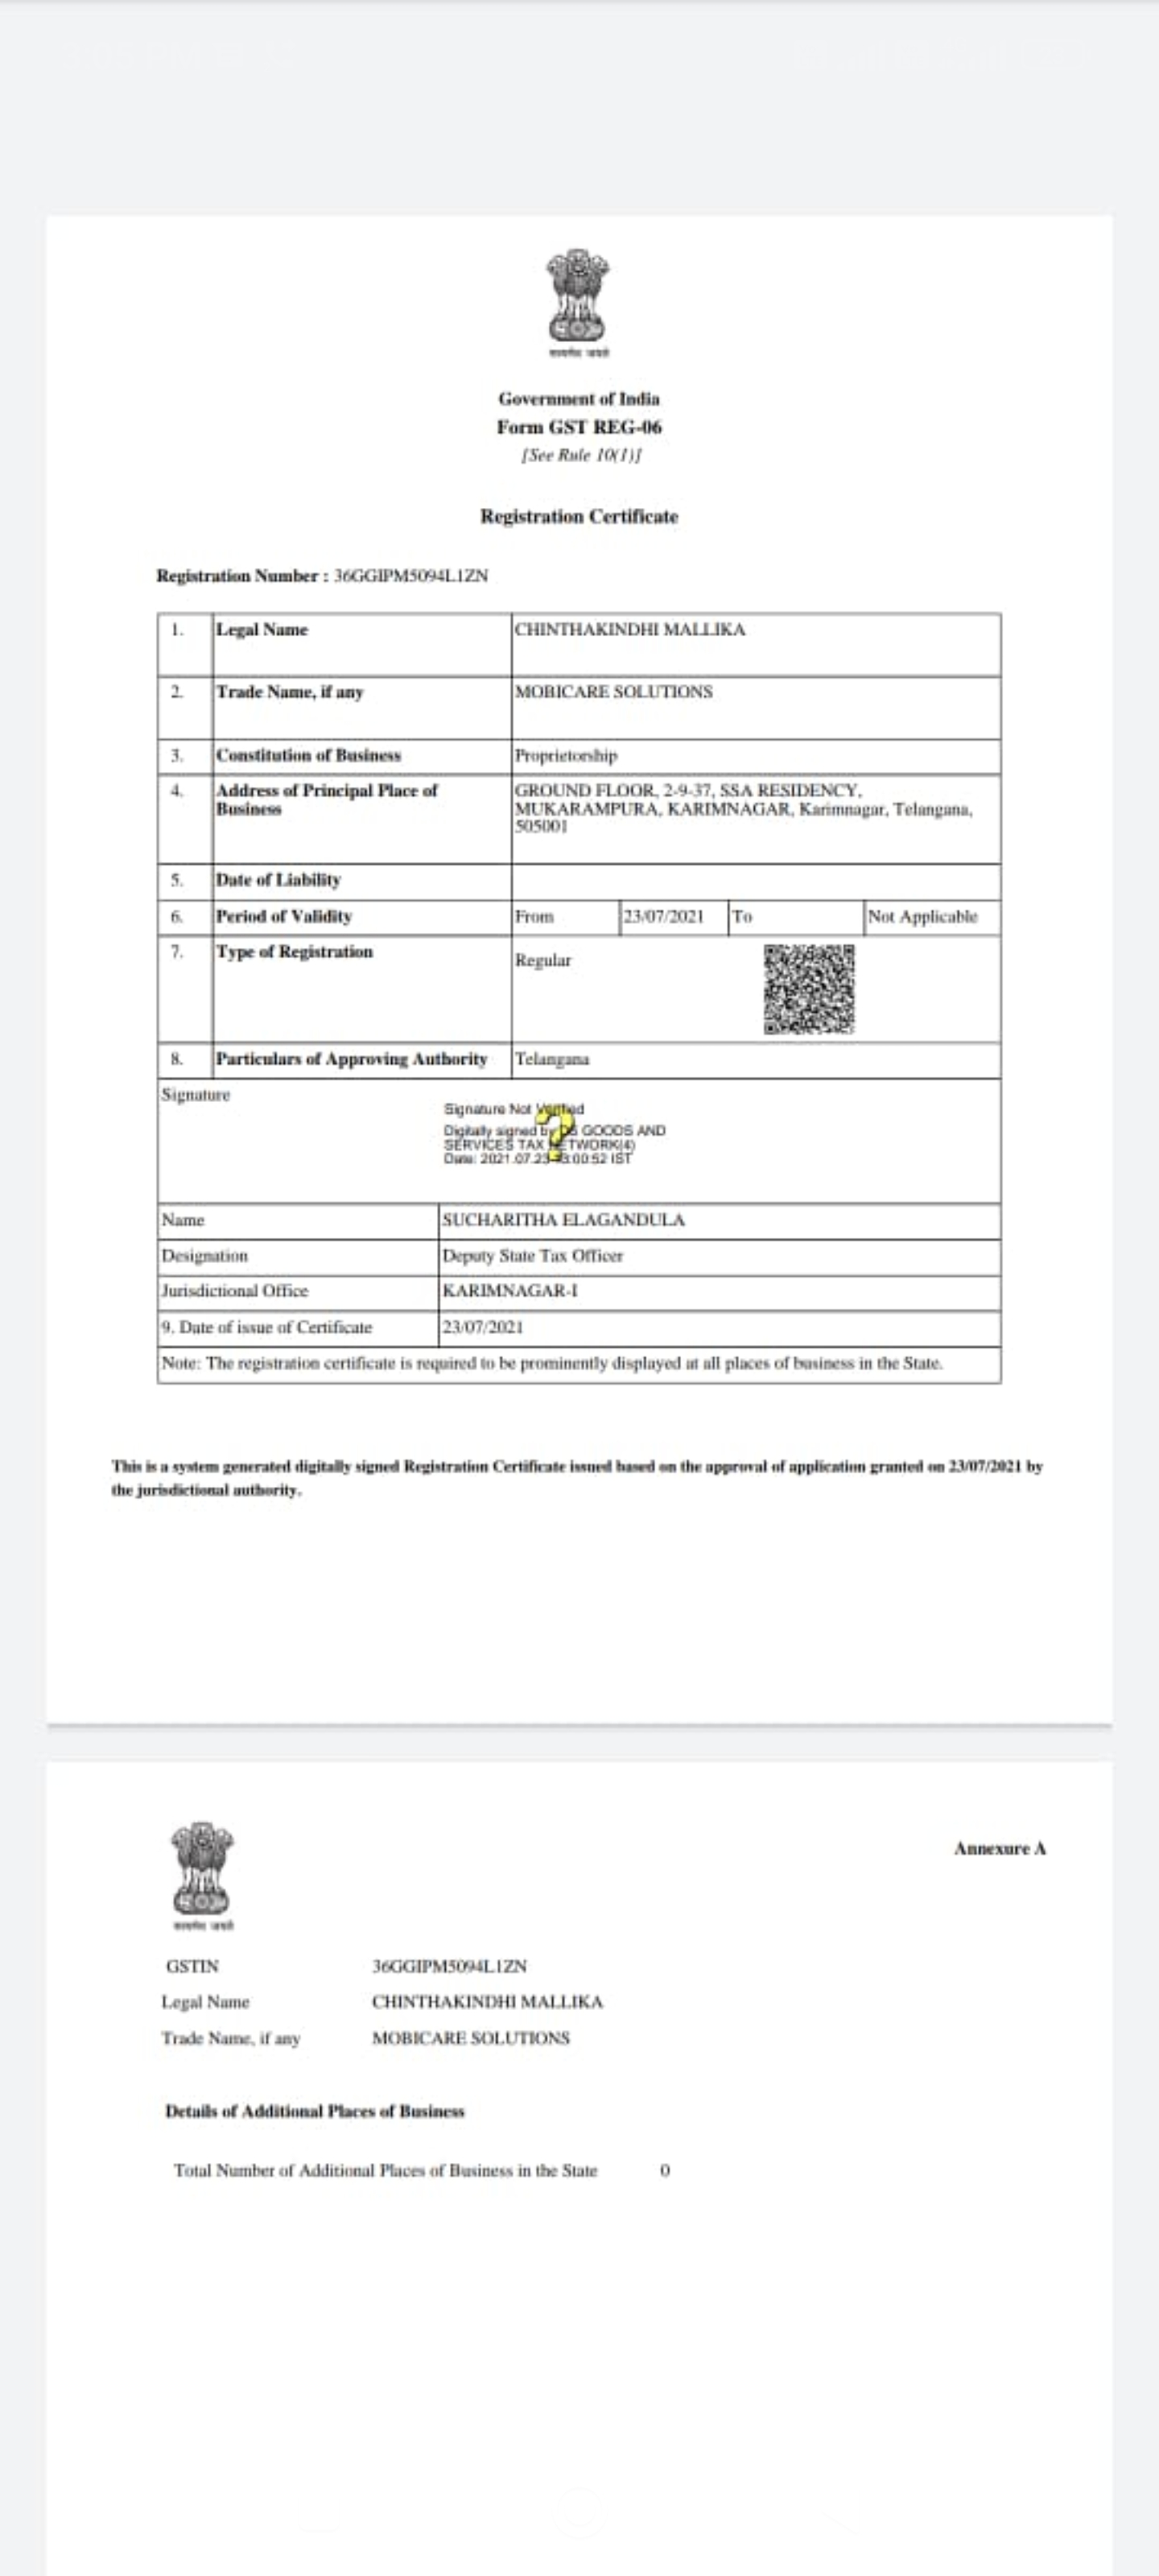 सत्यमेव जयते
Government of India
Form GST REG-06
[See Rule 10(1)]
Registration Certificate
Registration Number : 36GGIPM5094L1ZN
1. Legal Name CHINTHAKINDHI MALLIKA
2. Trade Name, if any MOBICARE SOLUTIONS
3. Constitution of Business Proprietorship
4. Address of Principal Place of Business GROUND FLOOR, 2-9-37, SSA RESIDENCY,
MUKARAMPURA, KARIMNAGAR, Karimnagar, Telangana,
505001
5. Date of Liability
6. Period of Validity From 23/07/2021 To Not Applicable
7. Type of Registration Regular
8. Particulars of Approving Authority Telangana
Signature
Signature Not Verified
Digitally signed by DS GOODS AND
SERVICES TAX NETWORK(4)
Date: 2021.07.23 :00:52 IST
Name SUCHARITHA ELAGANDULA
Designation Deputy State Tax Officer
Jurisdictional Office KARIMNAGAR-I
9. Date of issue of Certificate 23/07/2021
Note: The registration certificate is required to be prominently displayed at all places of business in the State.
This is a system generated digitally signed Registration Certificate issued based on the approval of application granted on 23/07/2021 by
the jurisdictional authority.
सत्यमेव जयते
Annexure A
GSTIN 36GGIPM5094L1ZN
Legal Name CHINTHAKINDHI MALLIKA
Trade Name, if any MOBICARE SOLUTIONS
Details of Additional Places of Business
Total Number of Additional Places of Business in the State 0